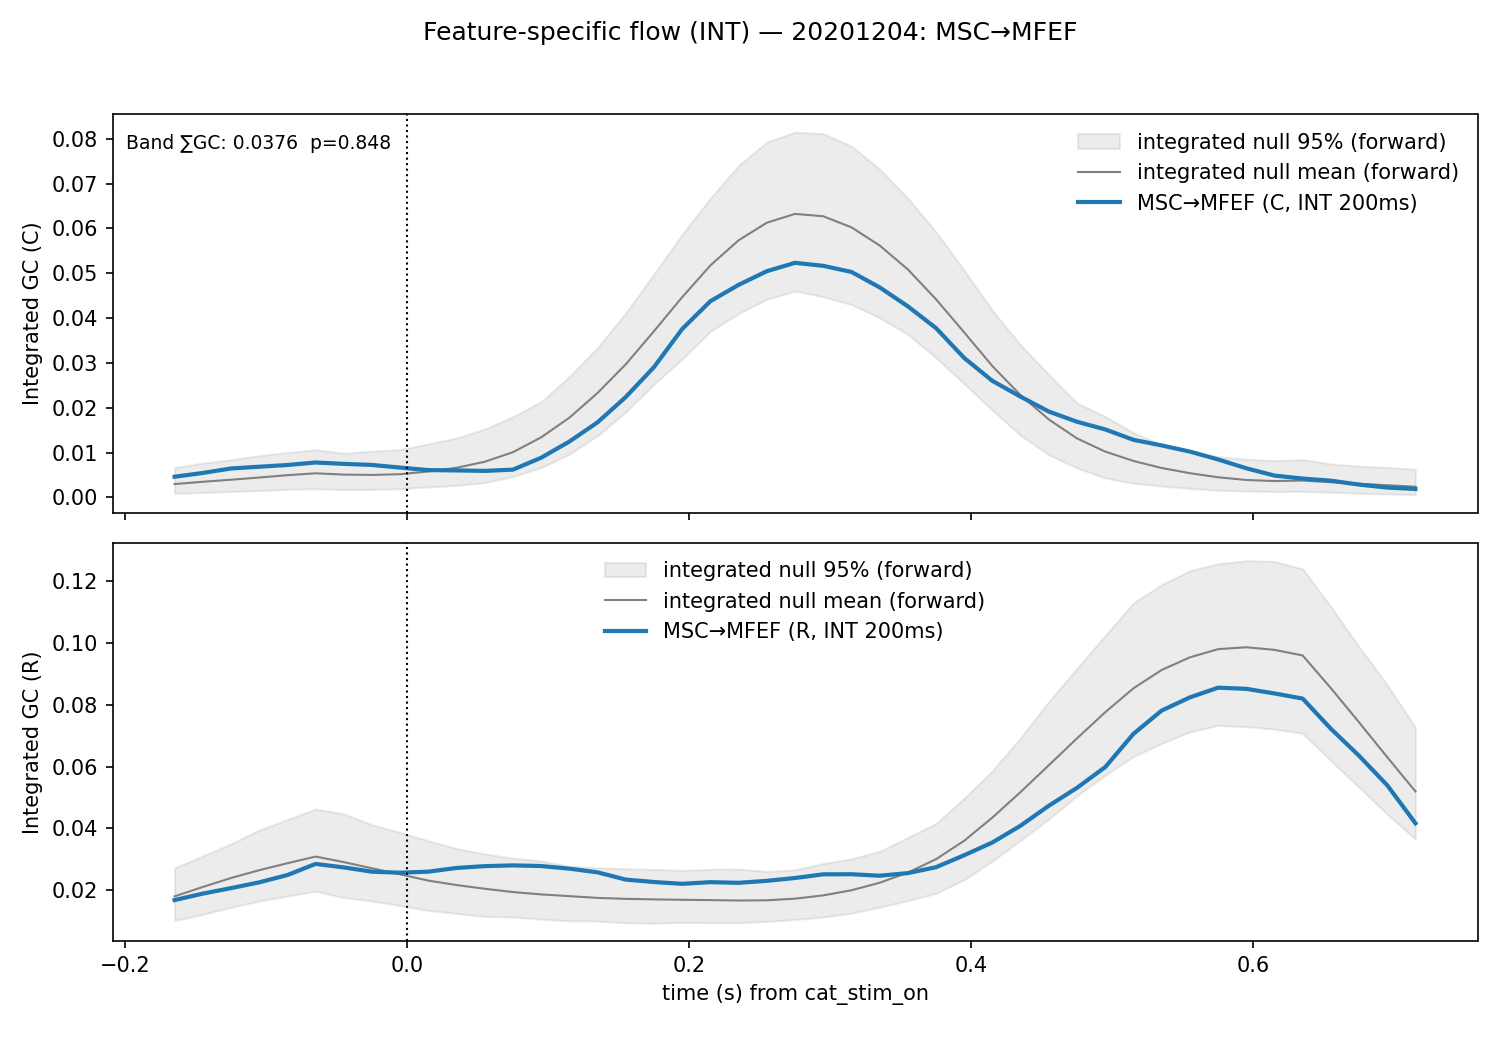 Feature-specific flow (INT) — 20201204: MSC→MFEF
Band ∑GC: 0.0376  p=0.848
integrated null 95% (forward)
integrated null mean (forward)
MSC→MFEF (C, INT 200ms)
Integrated GC (C)
0.08
0.07
0.06
0.05
0.04
0.03
0.02
0.01
0.00
integrated null 95% (forward)
integrated null mean (forward)
MSC→MFEF (R, INT 200ms)
Integrated GC (R)
0.12
0.10
0.08
0.06
0.04
0.02
−0.2 0.0 0.2 0.4 0.6
time (s) from cat_stim_on